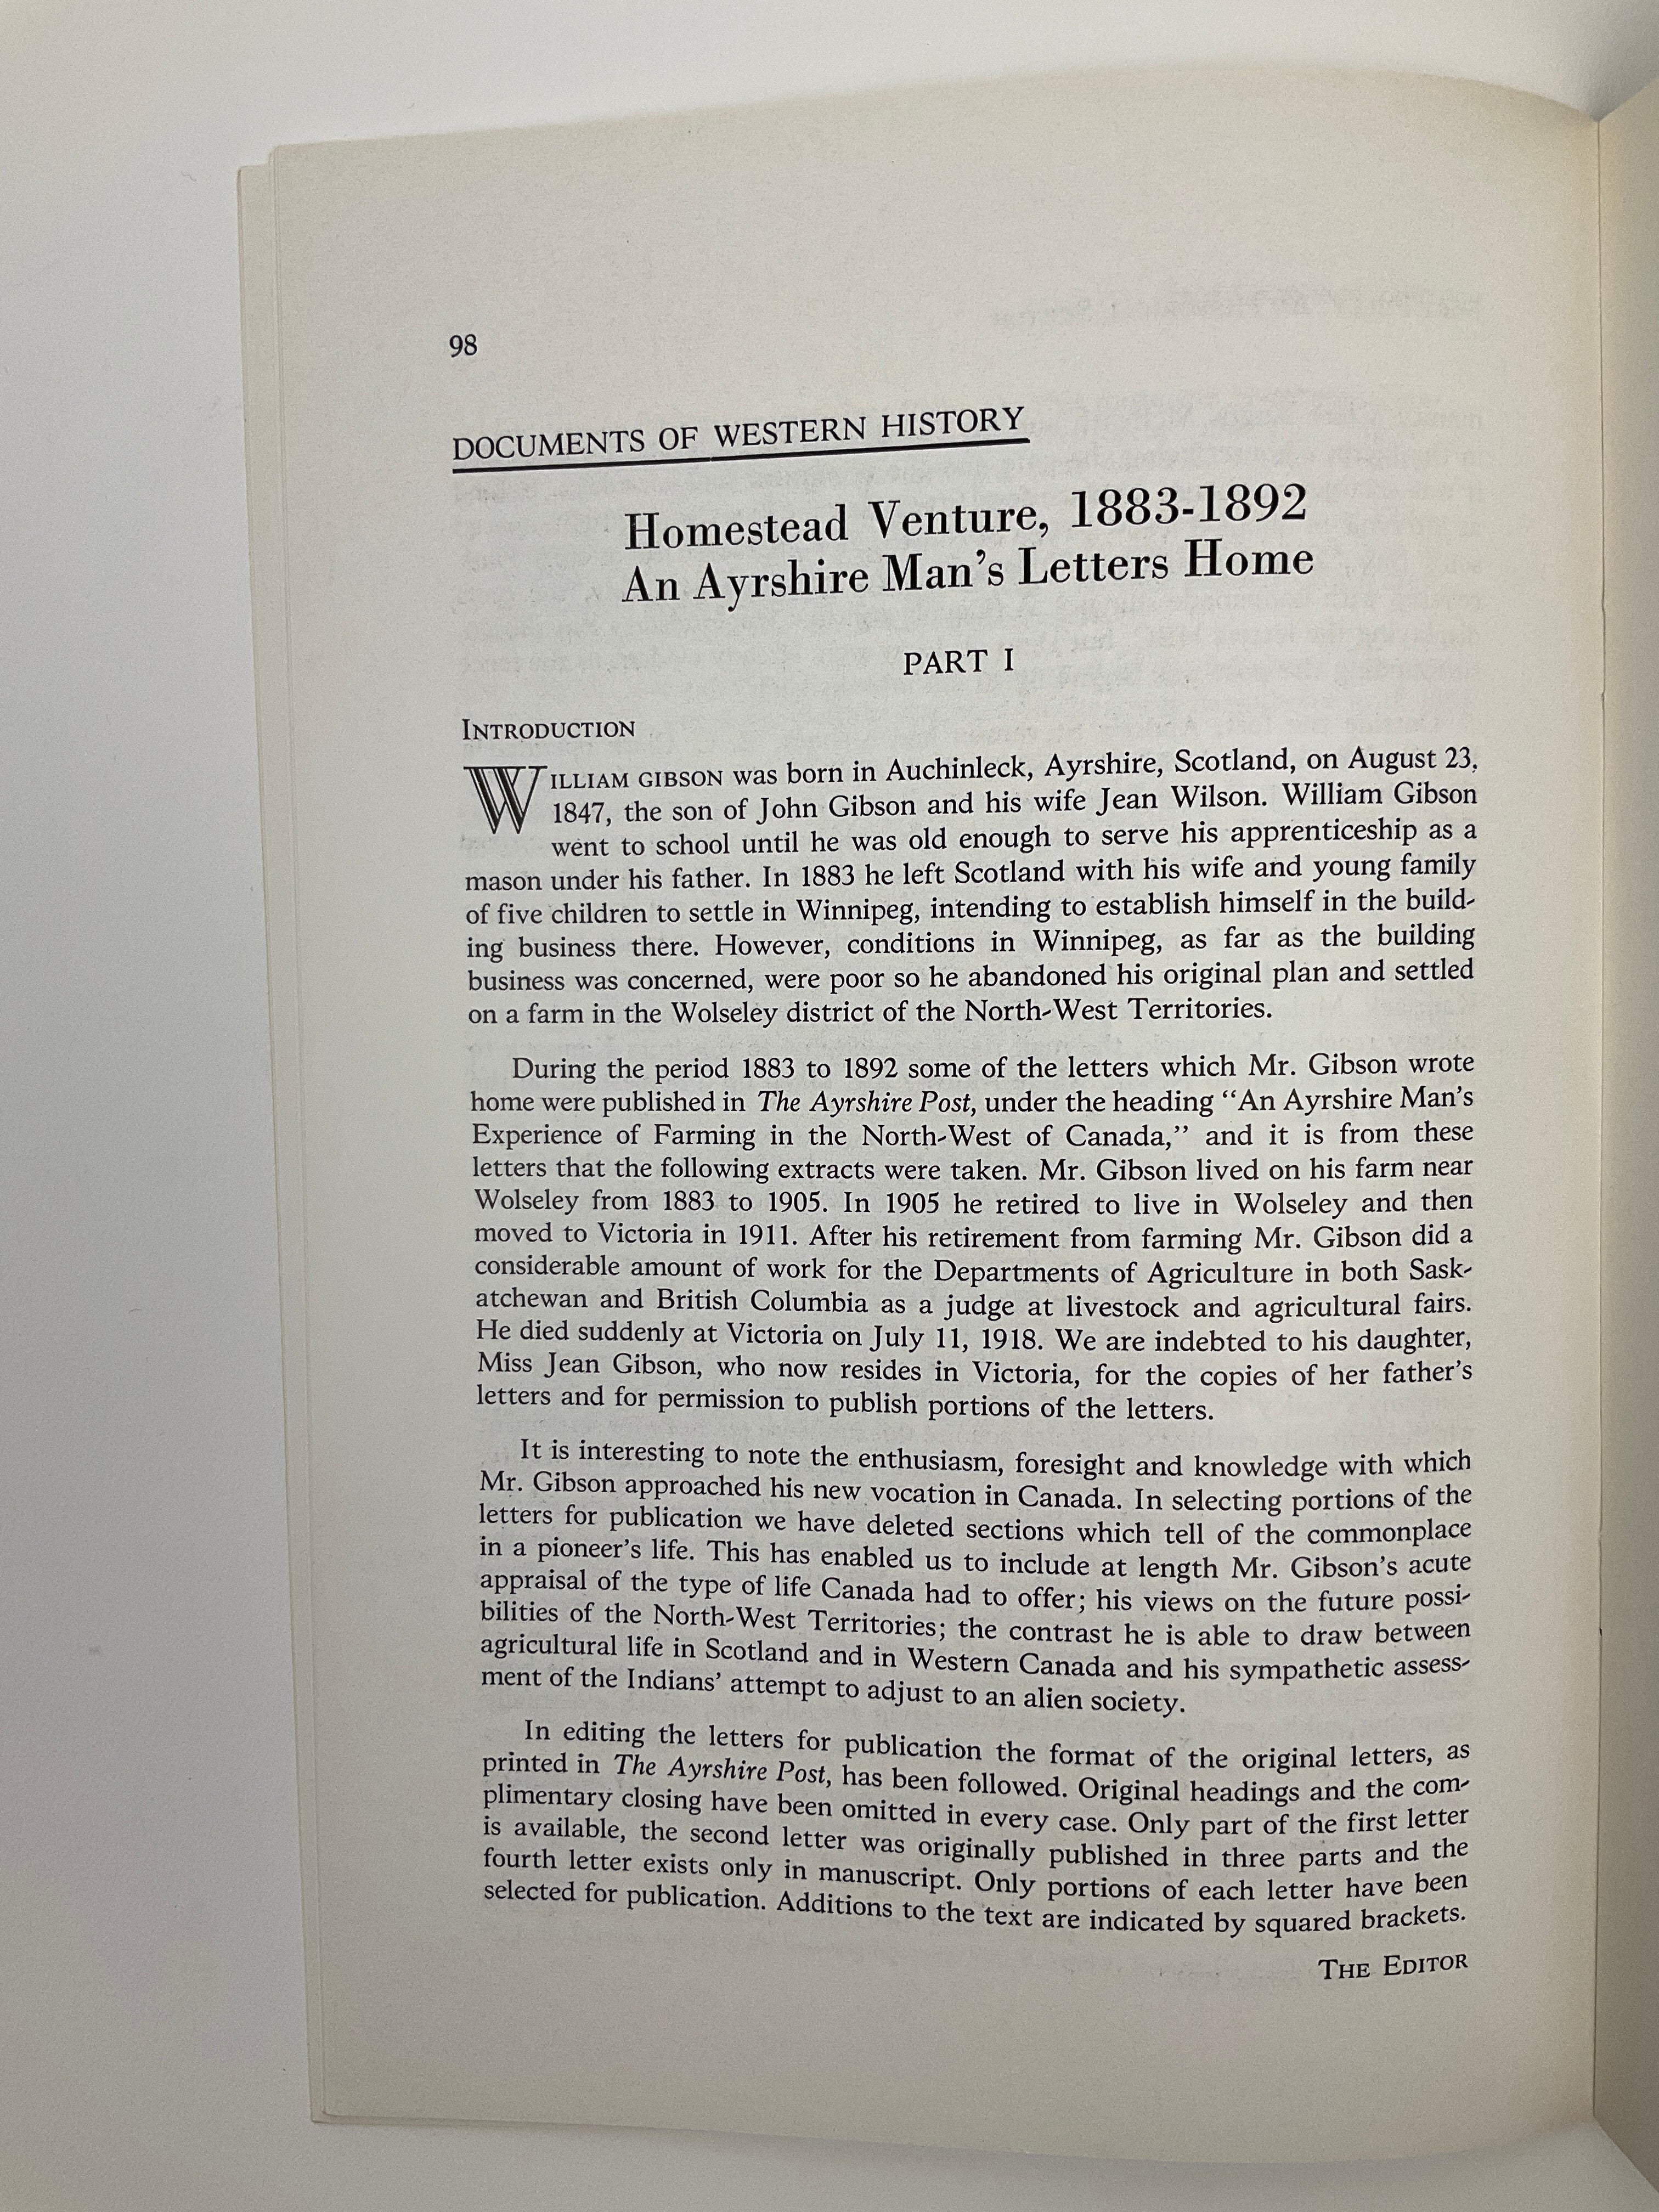 98
DOCUMENTS OF WESTERN HISTORY
Homestead Venture, 1883-1892
An Ayrshire Man's Letters Home
PART I
INTRODUCTION
WILLIAM GIBSON was born in Auchinleck, Ayrshire, Scotland, on August 23,
1847, the son of John Gibson and his wife Jean Wilson. William Gibson
went to school until he was old enough to serve his apprenticeship as a
mason under his father. In 1883 he left Scotland with his wife and young family
of five children to settle in Winnipeg, intending to establish himself in the build-
ing business there. However, conditions in Winnipeg, as far as the building
business was concerned, were poor so he abandoned his original plan and settled
on a farm in the Wolseley district of the North-West Territories.
During the period 1883 to 1892 some of the letters which Mr. Gibson wrote
home were published in The Ayrshire Post, under the heading “An Ayrshire Man's
Experience of Farming in the North-West of Canada,” and it is from these
letters that the following extracts were taken. Mr. Gibson lived on his farm near
Wolseley from 1883 to 1905. In 1905 he retired to live in Wolseley and then
moved to Victoria in 1911. After his retirement from farming Mr. Gibson did a
considerable amount of work for the Departments of Agriculture in both Sask-
atchewan and British Columbia as a judge at livestock and agricultural fairs.
He died suddenly at Victoria on July 11, 1918. We are indebted to his daughter,
Miss Jean Gibson, who now resides in Victoria, for the copies of her father's
letters and for permission to publish portions of the letters.
It is interesting to note the enthusiasm, foresight and knowledge with which
Mr. Gibson approached his new vocation in Canada. In selecting portions of the
letters for publication we have deleted sections which tell of the commonplace
in a pioneer's life. This has enabled us to include at length Mr. Gibson's acute
appraisal of the type of life Canada had to offer; his views on the future possi-
bilities of the North-West Territories; the contrast he is able to draw between
agricultural life in Scotland and in Western Canada and his sympathetic assess-
ment of the Indians' attempt to adjust to an alien society.
In editing the letters for publication the format of the original letters, as
printed in The Ayrshire Post, has been followed. Original headings and the com-
plimentary closing have been omitted in every case. Only part of the first letter
is available, the second letter was originally published in three parts and the
fourth letter exists only in manuscript. Only portions of each letter have been
selected for publication. Additions to the text are indicated by squared brackets.
THE EDITOR